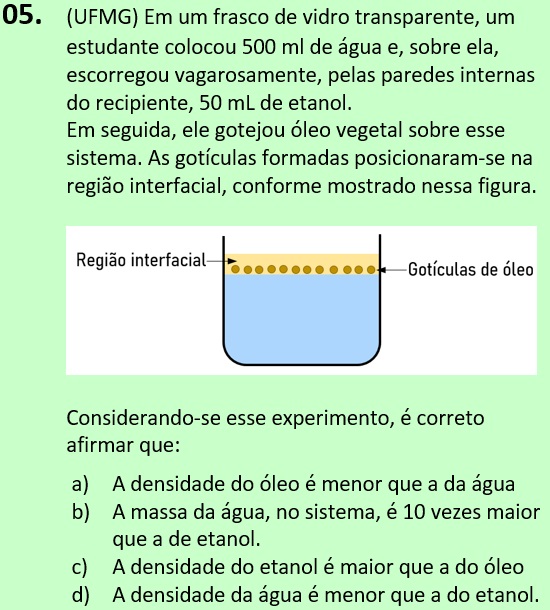 05. (UFMG) Em um frasco de vidro transparente, um
estudante colocou 500 ml de água e, sobre ela,
escorregou vagarosamente, pelas paredes internas
do recipiente, 50 mL de etanol.
Em seguida, ele gotejou óleo vegetal sobre esse
sistema. As gotículas formadas posicionaram-se na
região interfacial, conforme mostrado nessa figura.
Região interfacial
Gotículas de óleo
Considerando-se esse experimento, é correto
afirmar que:
a) A densidade do óleo é menor que a da água
b) A massa da água, no sistema, é 10 vezes maior
que a de etanol.
c) A densidade do etanol é maior que a do óleo
d) A densidade da água é menor que a do etanol.